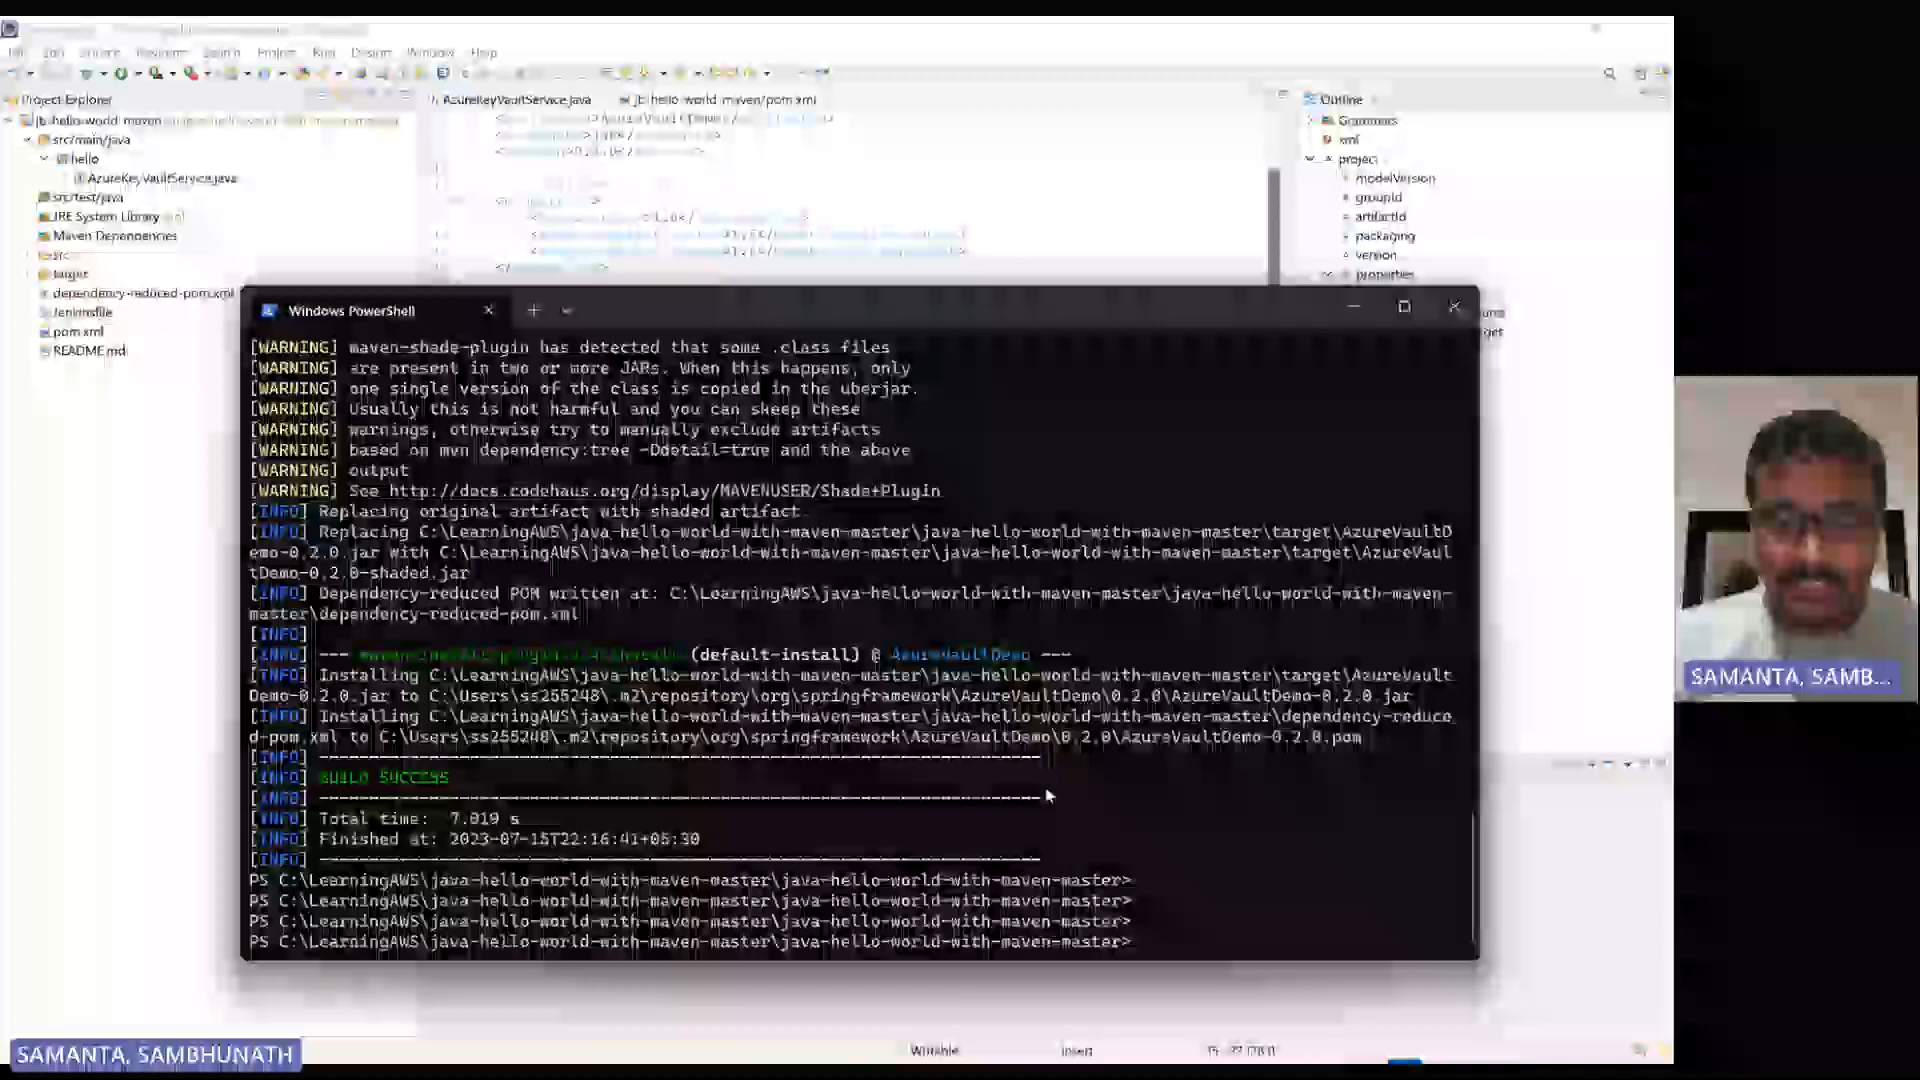 Project Window Help
Project Explorer
AzureKeyVaultService.java
jb-hello-world-maven/pom.xml
Outline
jb-hello-world-maven
src/main/java
hello
AzureKeyVaultService.java
src/test/java
JRE System Library
Maven Dependencies
src
target
dependency-reduced-pom.xml
Jenkinsfile
pom.xml
README.md
Grammars
xml
project
modelVersion
groupId
artifactId
packaging
version
properties
Windows PowerShell
[WARNING] maven-shade-plugin has detected that some .class files
[WARNING] are present in two or more JARs. When this happens, only
[WARNING] one single version of the class is copied in the uberjar.
[WARNING] Usually this is not harmful and you can skeep these
[WARNING] warnings, otherwise try to manually exclude artifacts
[WARNING] based on mvn dependency:tree -Ddetail=true and the above
[WARNING] output
[WARNING] See http://docs.codehaus.org/display/MAVENUSER/Shade+Plugin
[INFO] Replacing original artifact with shaded artifact.
[INFO] Replacing C:\LearningAWS\java-hello-world-with-maven-master\java-hello-world-with-maven-master\target\AzureVaultD
emo-0.2.0.jar with C:\LearningAWS\java-hello-world-with-maven-master\java-hello-world-with-maven-master\target\AzureVaul
tDemo-0.2.0-shaded.jar
[INFO] Dependency-reduced POM written at: C:\LearningAWS\java-hello-world-with-maven-master\java-hello-world-with-maven-
master\dependency-reduced-pom.xml
[INFO]
[INFO] --- (default-install) @ AzureVaultDemo ---
[INFO] Installing C:\LearningAWS\java-hello-world-with-maven-master\java-hello-world-with-maven-master\target\AzureVault
Demo-0.2.0.jar to C:\Users\ss255248\.m2\repository\org\springframework\AzureVaultDemo\0.2.0\AzureVaultDemo-0.2.0.jar
[INFO] Installing C:\LearningAWS\java-hello-world-with-maven-master\java-hello-world-with-maven-master\dependency-reduce
d-pom.xml to C:\Users\ss255248\.m2\repository\org\springframework\AzureVaultDemo\0.2.0\AzureVaultDemo-0.2.0.pom
[INFO] ------------------------------------------------------------------------
[INFO] BUILD SUCCESS
[INFO] ------------------------------------------------------------------------
[INFO] Total time: 7.019 s
[INFO] Finished at: 2023-07-15T22:16:41+05:30
[INFO] ------------------------------------------------------------------------
PS C:\LearningAWS\java-hello-world-with-maven-master\java-hello-world-with-maven-master>
PS C:\LearningAWS\java-hello-world-with-maven-master\java-hello-world-with-maven-master>
PS C:\LearningAWS\java-hello-world-with-maven-master\java-hello-world-with-maven-master>
PS C:\LearningAWS\java-hello-world-with-maven-master\java-hello-world-with-maven-master>
SAMANTA, SAMB...
SAMANTA, SAMBHUNATH
Writable
Insert